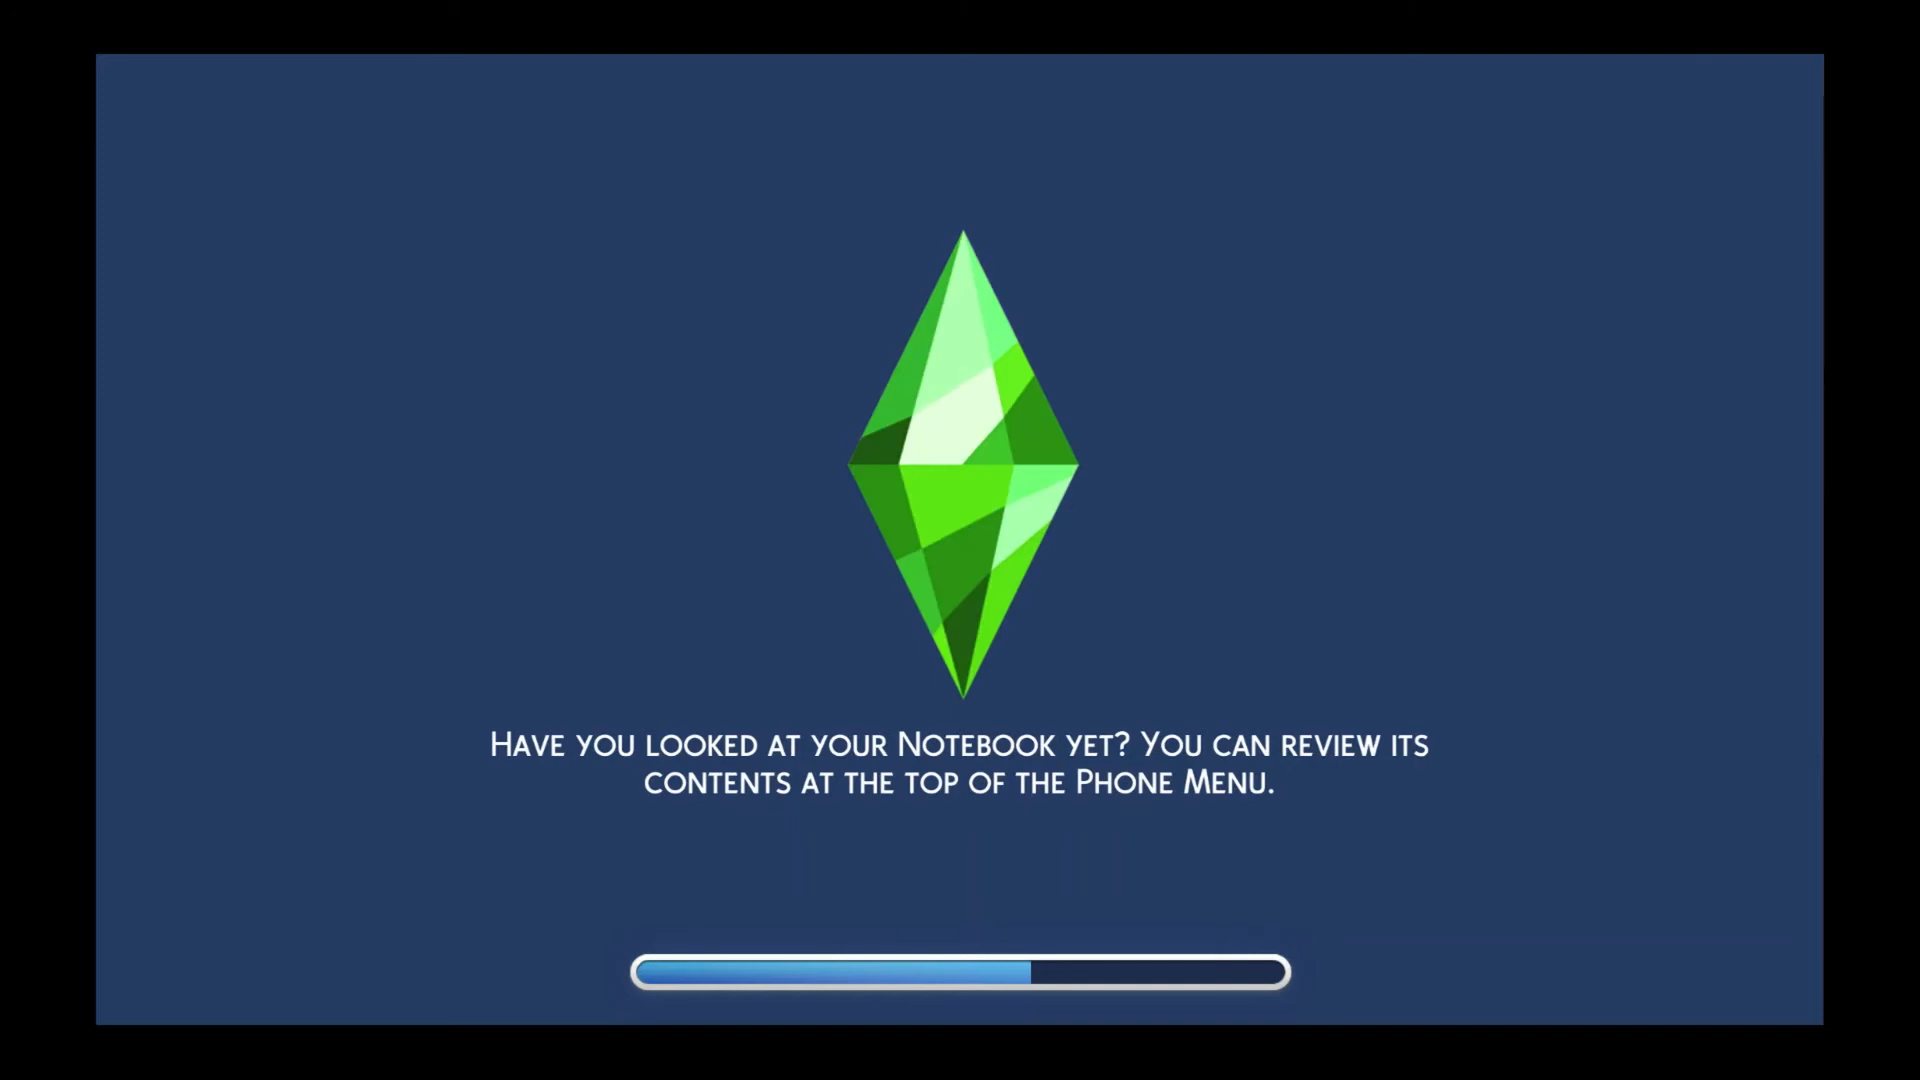 Have you looked at your Notebook yet? You can review its
contents at the top of the Phone Menu.